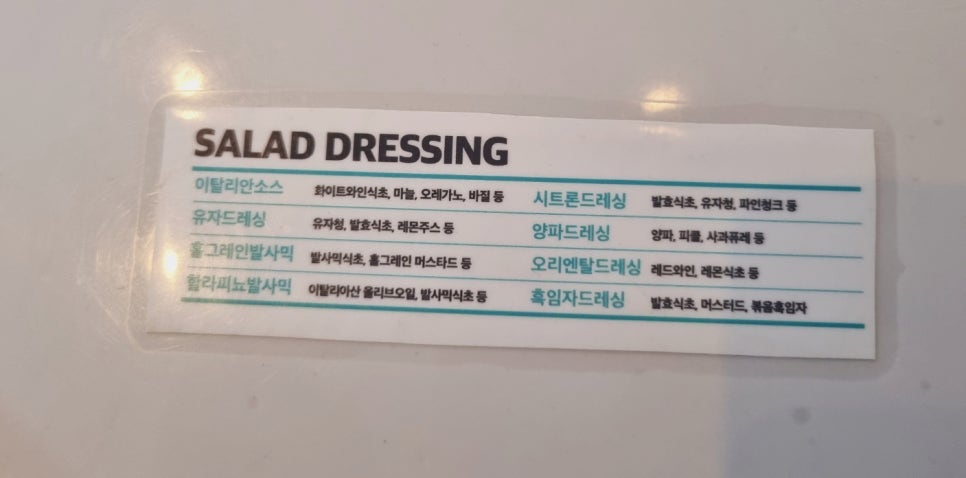 SALAD DRESSING
이탈리안소스 화이트와인식초, 마늘, 오레가노, 바질 등
유자드레싱 유자청, 발효식초, 레몬주스 등
홀그레인발사믹 발사믹식초, 홀그레인 머스타드 등
할라피뇨발사믹 이탈리아산 올리브오일, 발사믹식초 등
시트론드레싱 발효식초, 유자청, 파인청크 등
양파드레싱 양파, 피클, 사과퓨레 등
오리엔탈드레싱 레드와인, 레몬식초 등
흑임자드레싱 발효식초, 머스터드, 볶음흑임자